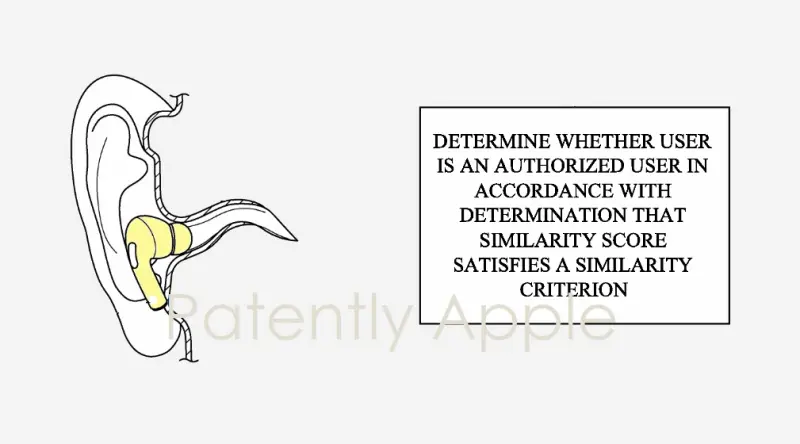 DETERMINE WHETHER USER
IS AN AUTHORIZED USER IN
ACCORDANCE WITH
DETERMINATION THAT
SIMILARITY SCORE
SATISFIES A SIMILARITY
CRITERION
Patently Apple